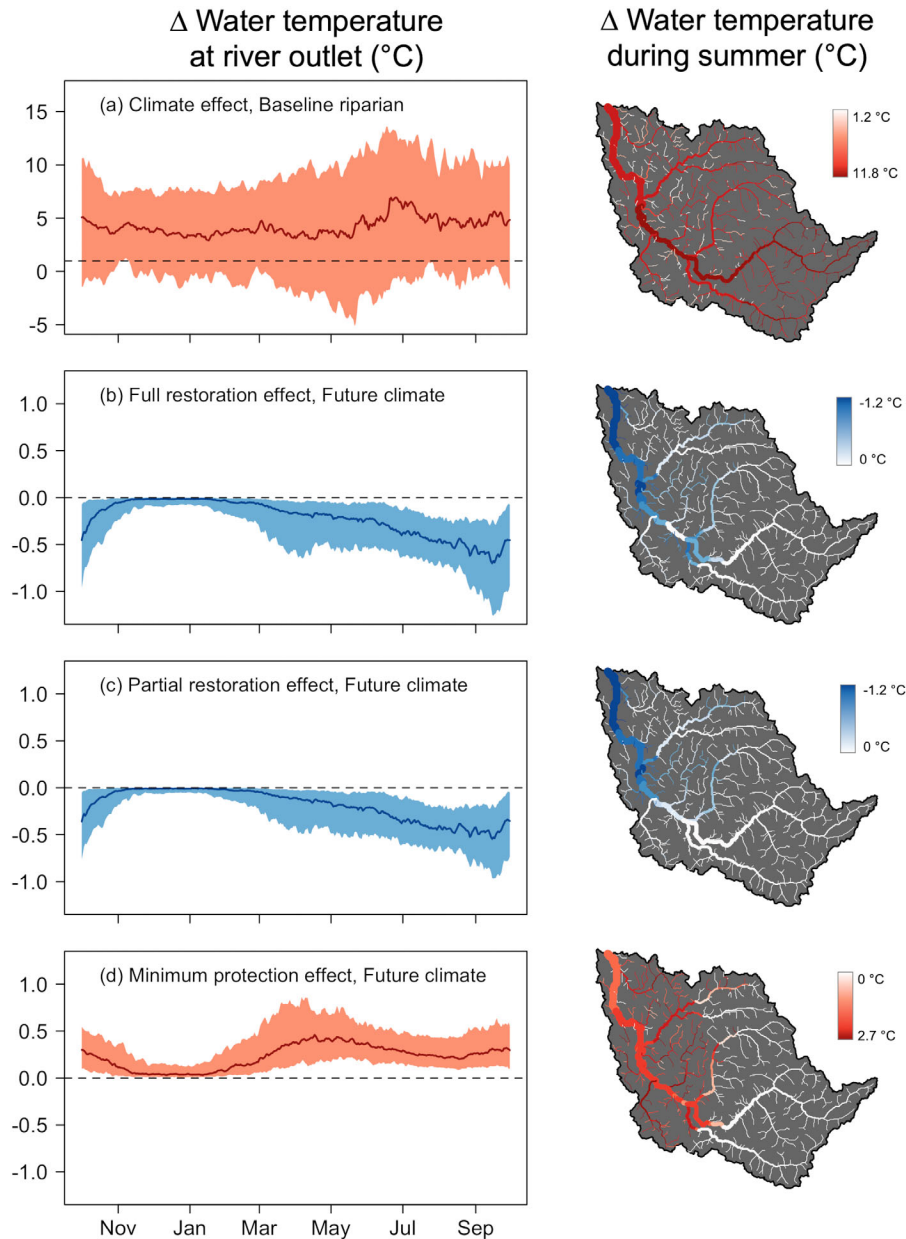 Δ Water temperature
at river outlet (°C)
Δ Water temperature
during summer (°C)
(a) Climate effect, Baseline riparian
15
10
5
0
-5
1.2 °C
11.8 °C
(b) Full restoration effect, Future climate
1.0
0.5
0.0
-0.5
-1.0
-1.2 °C
0 °C
(c) Partial restoration effect, Future climate
1.0
0.5
0.0
-0.5
-1.0
-1.2 °C
0 °C
(d) Minimum protection effect, Future climate
1.0
0.5
0.0
-0.5
-1.0
0 °C
2.7 °C
Nov Jan Mar May Jul Sep